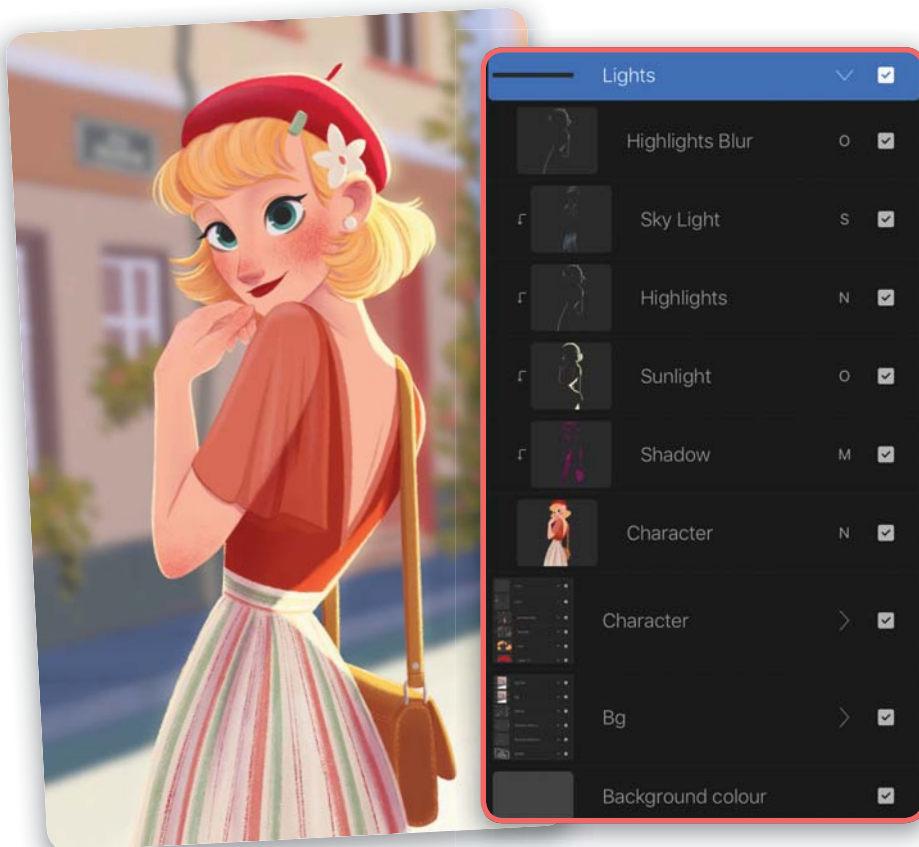 Lights
Highlights Blur O
Sky Light S
Highlights N
Sunlight O
Shadow M
Character N
Character
Bg
Background colour